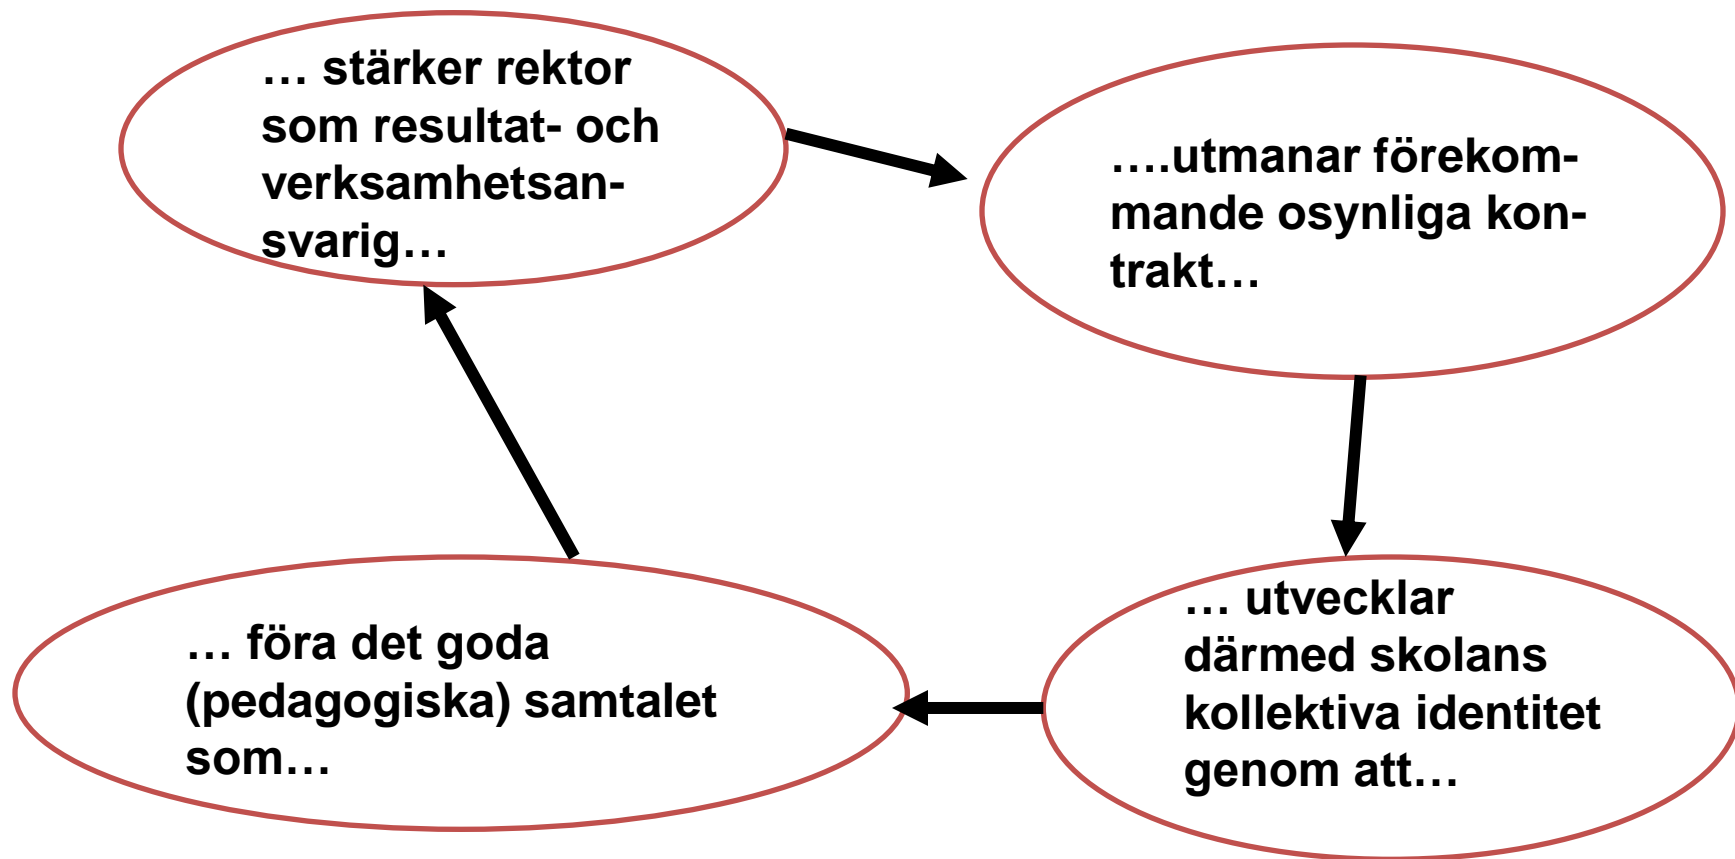 … stärker rektor
som resultat- och
verksamhetsan-
svarig…
….utmanar förekom-
mande osynliga kon-
trakt…
… utvecklar
därmed skolans
kollektiva identitet
genom att…
… föra det goda
(pedagogiska) samtalet
som…